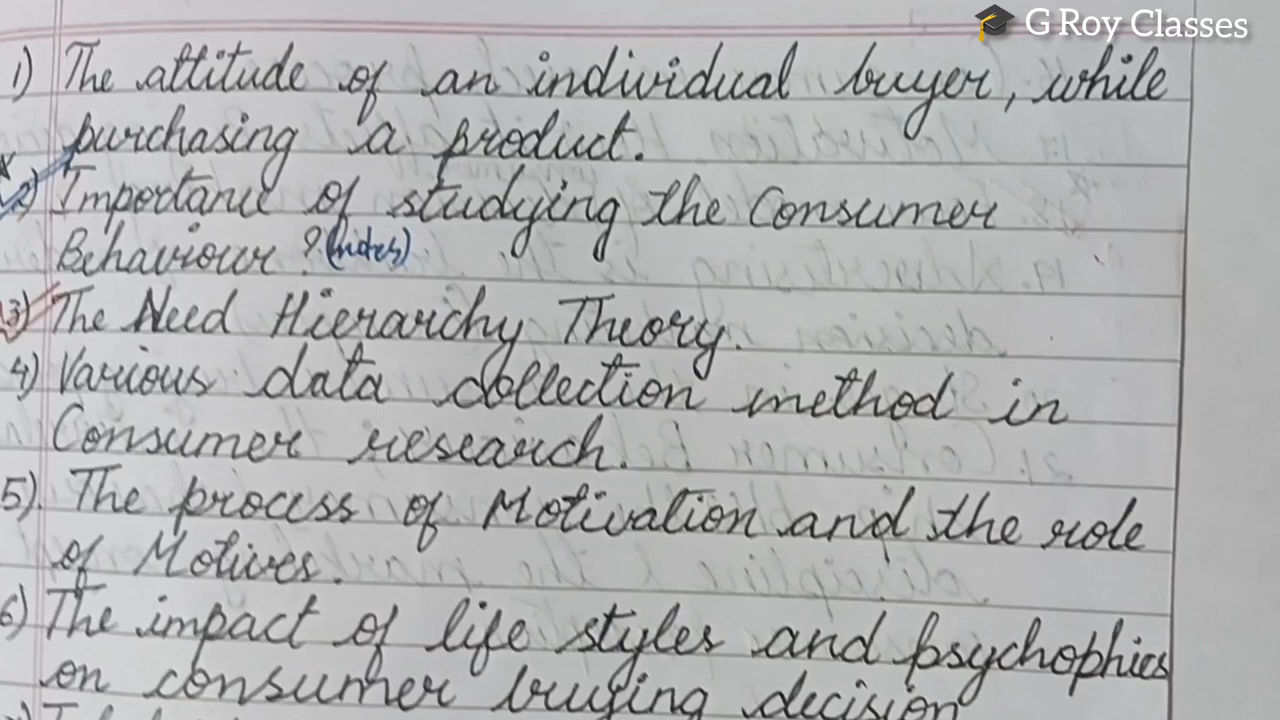 G Roy Classes
1) The attitude of an individual buyer, while
purchasing a product.
2) Importance of studying the Consumer
Behaviour ? (notes)
3) The Need Hierarchy Theory.
4) Various data collection method in
Consumer research.
5). The process of Motivation and the role
of Motives.
6) The impact of life styles and psychophics
on consumer buying decision